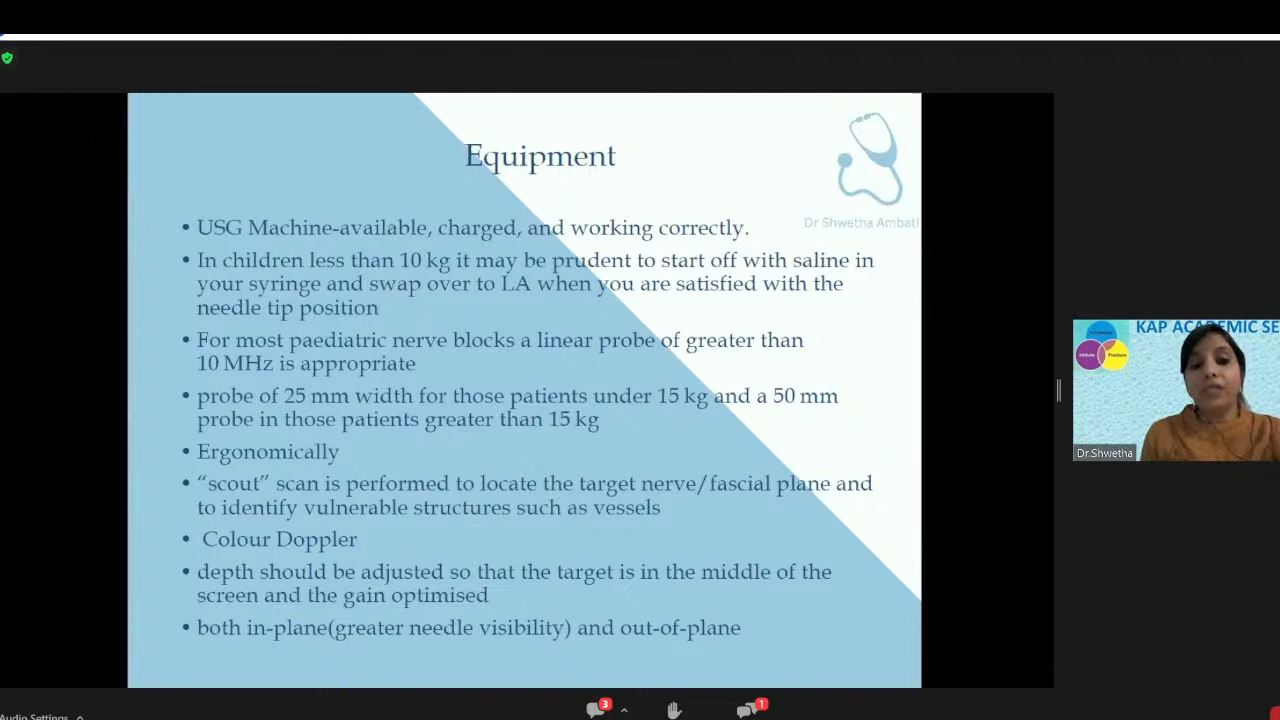 Equipment
Dr Shwetha Ambati
• USG Machine-available, charged, and working correctly.
• In children less than 10 kg it may be prudent to start off with saline in
your syringe and swap over to LA when you are satisfied with the
needle tip position
• For most paediatric nerve blocks a linear probe of greater than
10 MHz is appropriate
• probe of 25 mm width for those patients under 15 kg and a 50 mm
probe in those patients greater than 15 kg
• Ergonomically
• “scout” scan is performed to locate the target nerve/fascial plane and
to identify vulnerable structures such as vessels
• Colour Doppler
• depth should be adjusted so that the target is in the middle of the
screen and the gain optimised
• both in-plane(greater needle visibility) and out-of-plane
KAP ACADEMIC SE
Attitude
Practices
Dr.Shwetha
Audio Settings
3
1